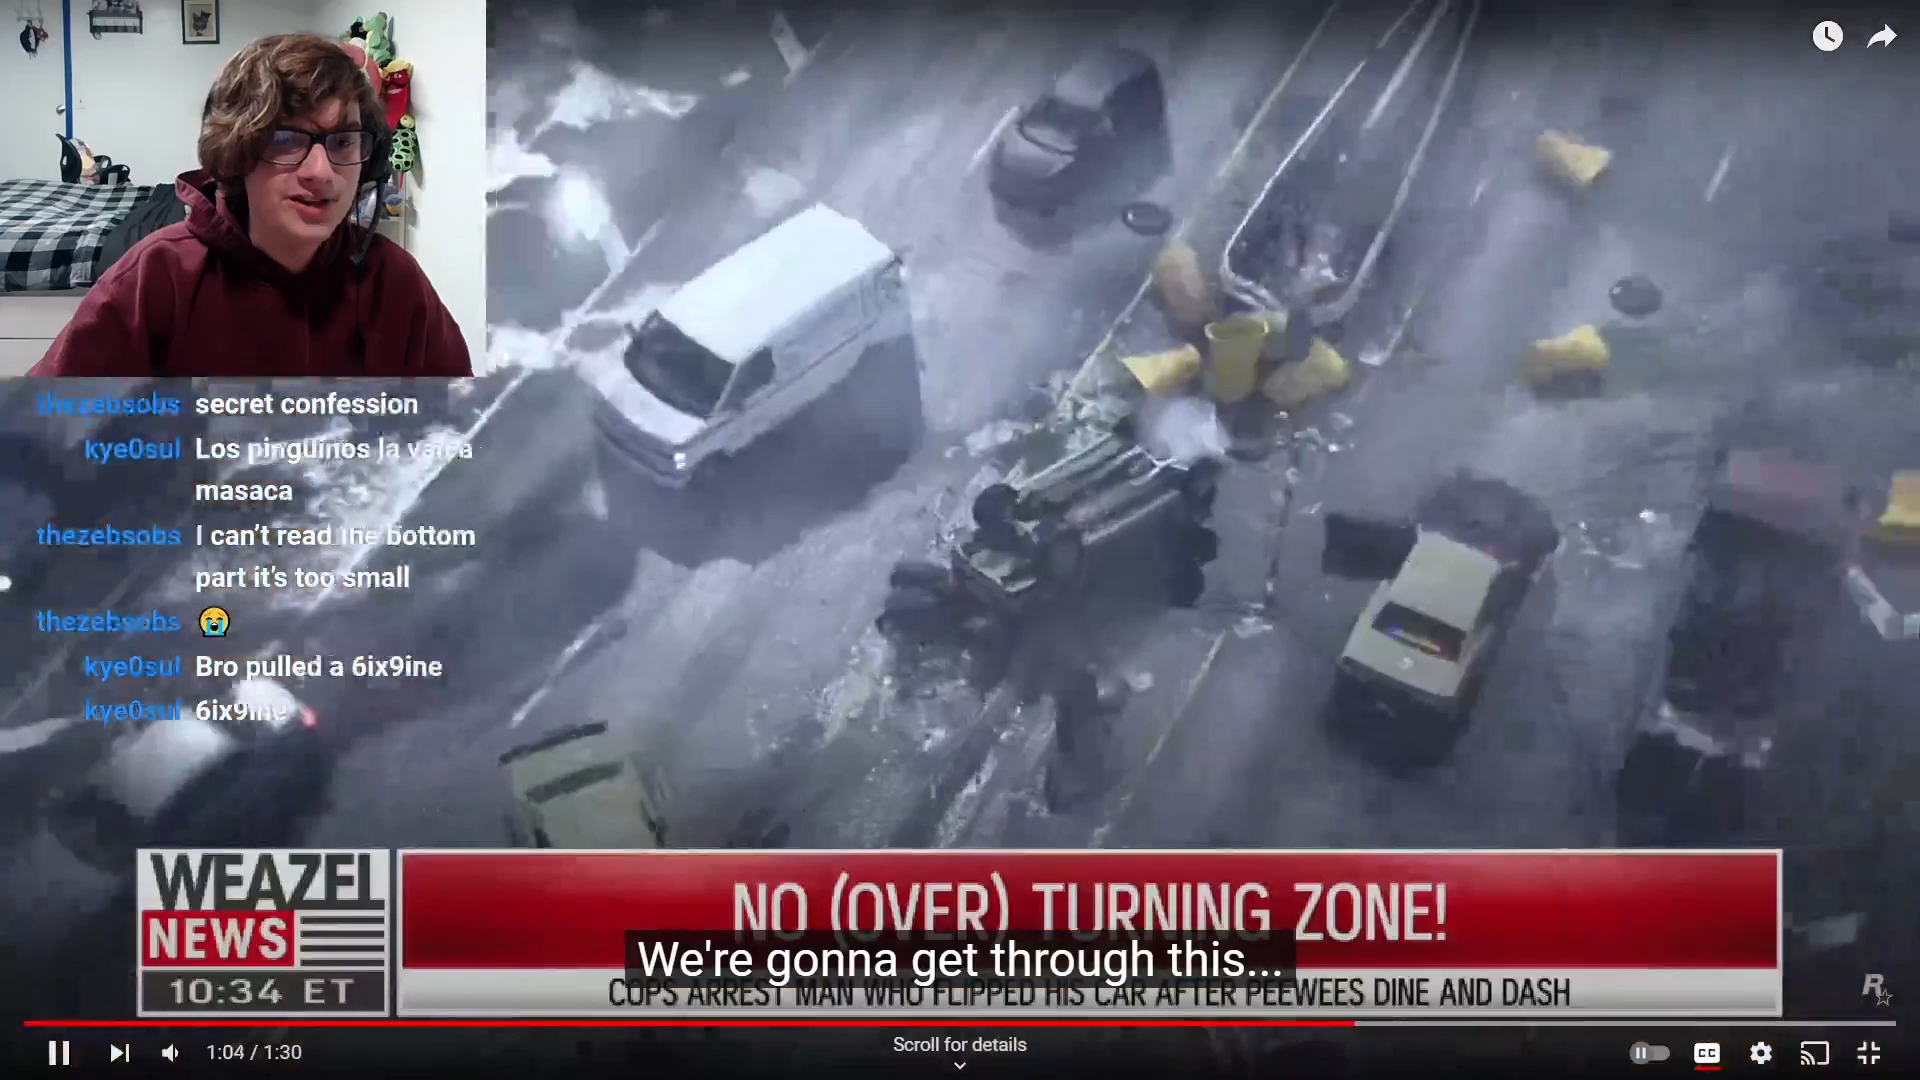 thezebsobs secret confession
kye0sul Los pinguinos la vaica
masaca
thezebsobs I can't read the bottom
part it's too small
thezebsobs 😭
kye0sul Bro pulled a 6ix9ine
kye0sul 6ix9ine
WEAZEL
NEWS
10:34 ET
NO (OVER) TURNING ZONE!
We're gonna get through this...
COPS ARREST MAN WHO FLIPPED HIS CAR AFTER PEEWEES DINE AND DASH
R
1:04 / 1:30
Scroll for details
CC